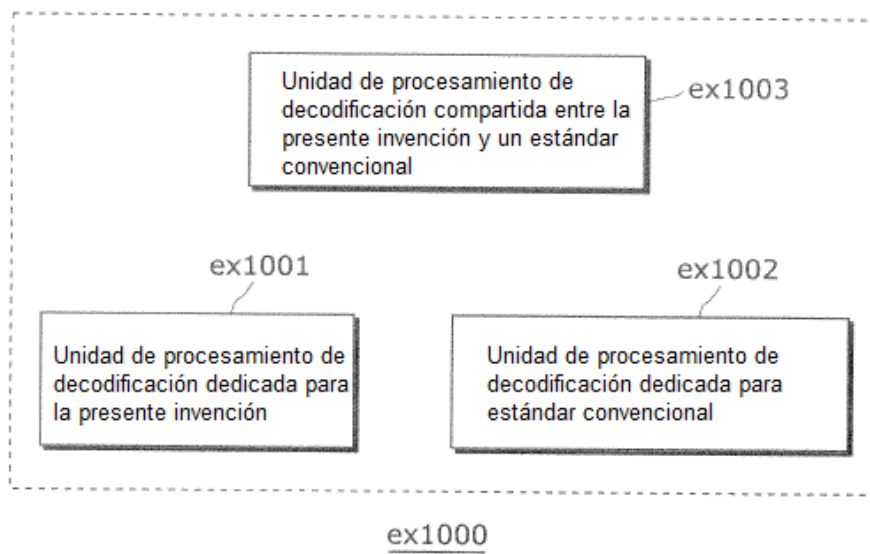 Unidad de procesamiento de
decodificación compartida entre la
presente invención y un estándar
convencional
ex1003
ex1001
ex1002
Unidad de procesamiento de
decodificación dedicada para
la presente invención
Unidad de procesamiento de
decodificación dedicada para
estándar convencional
ex1000